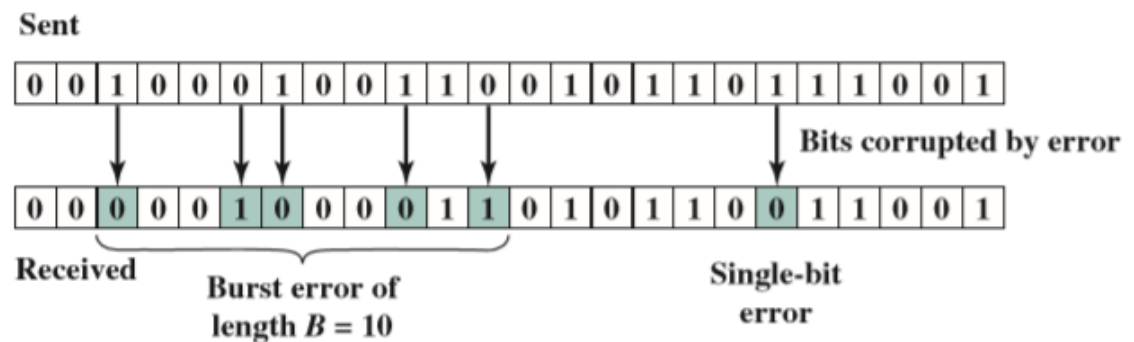 Sent
0 0 1 0 0 0 1 0 0 1 1 0 0 1 0 1 1 0 1 1 1 0 0 1
Bits corrupted by error
0 0 0 0 0 1 0 0 0 0 1 1 0 1 0 1 1 0 0 1 1 0 0 1
Received
Burst error of
length B = 10
Single-bit
error